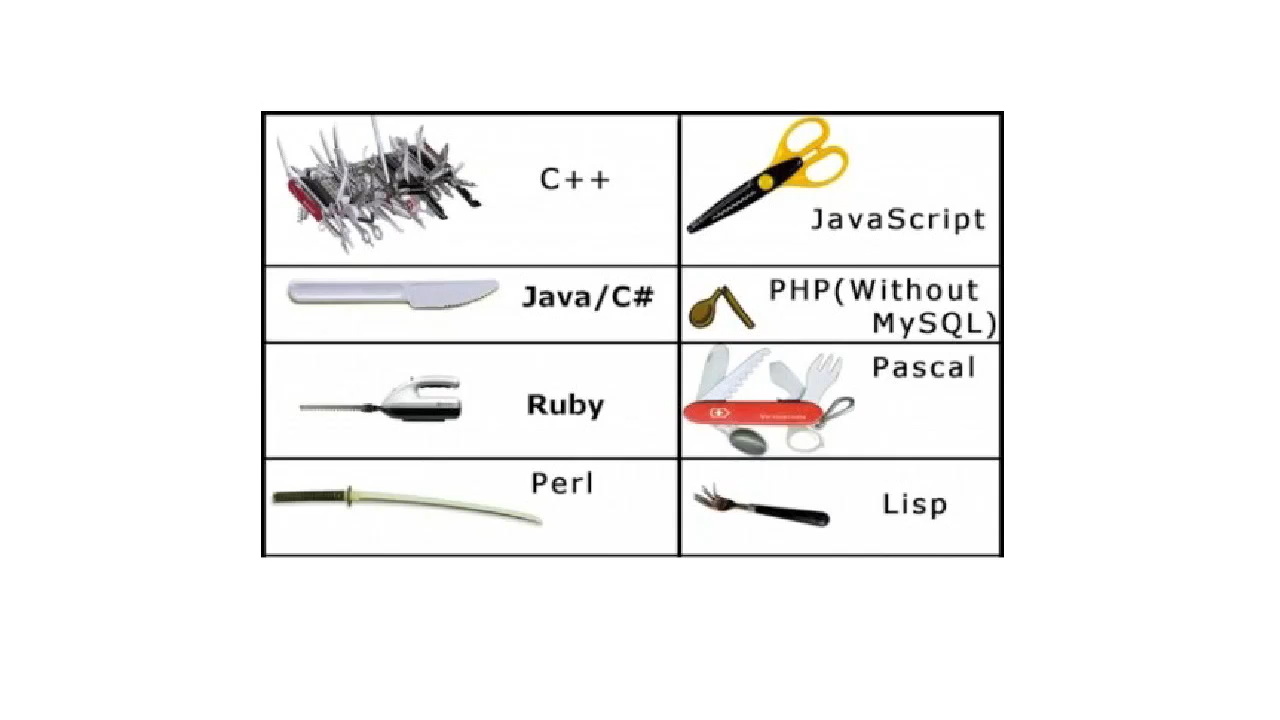 C++
JavaScript
Java/C#
PHP(Without
MySQL)
Ruby
Pascal
Perl
Lisp